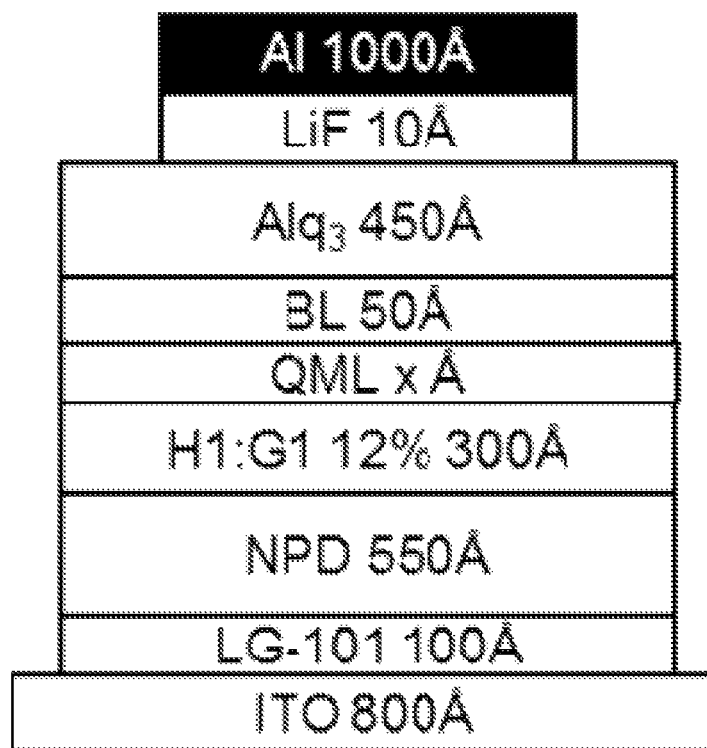 Al 1000Å
LiF 10Å
Alq₃ 450Å
BL 50Å
QML x Å
H1:G1 12% 300Å
NPD 550Å
LG-101 100Å
ITO 800Å